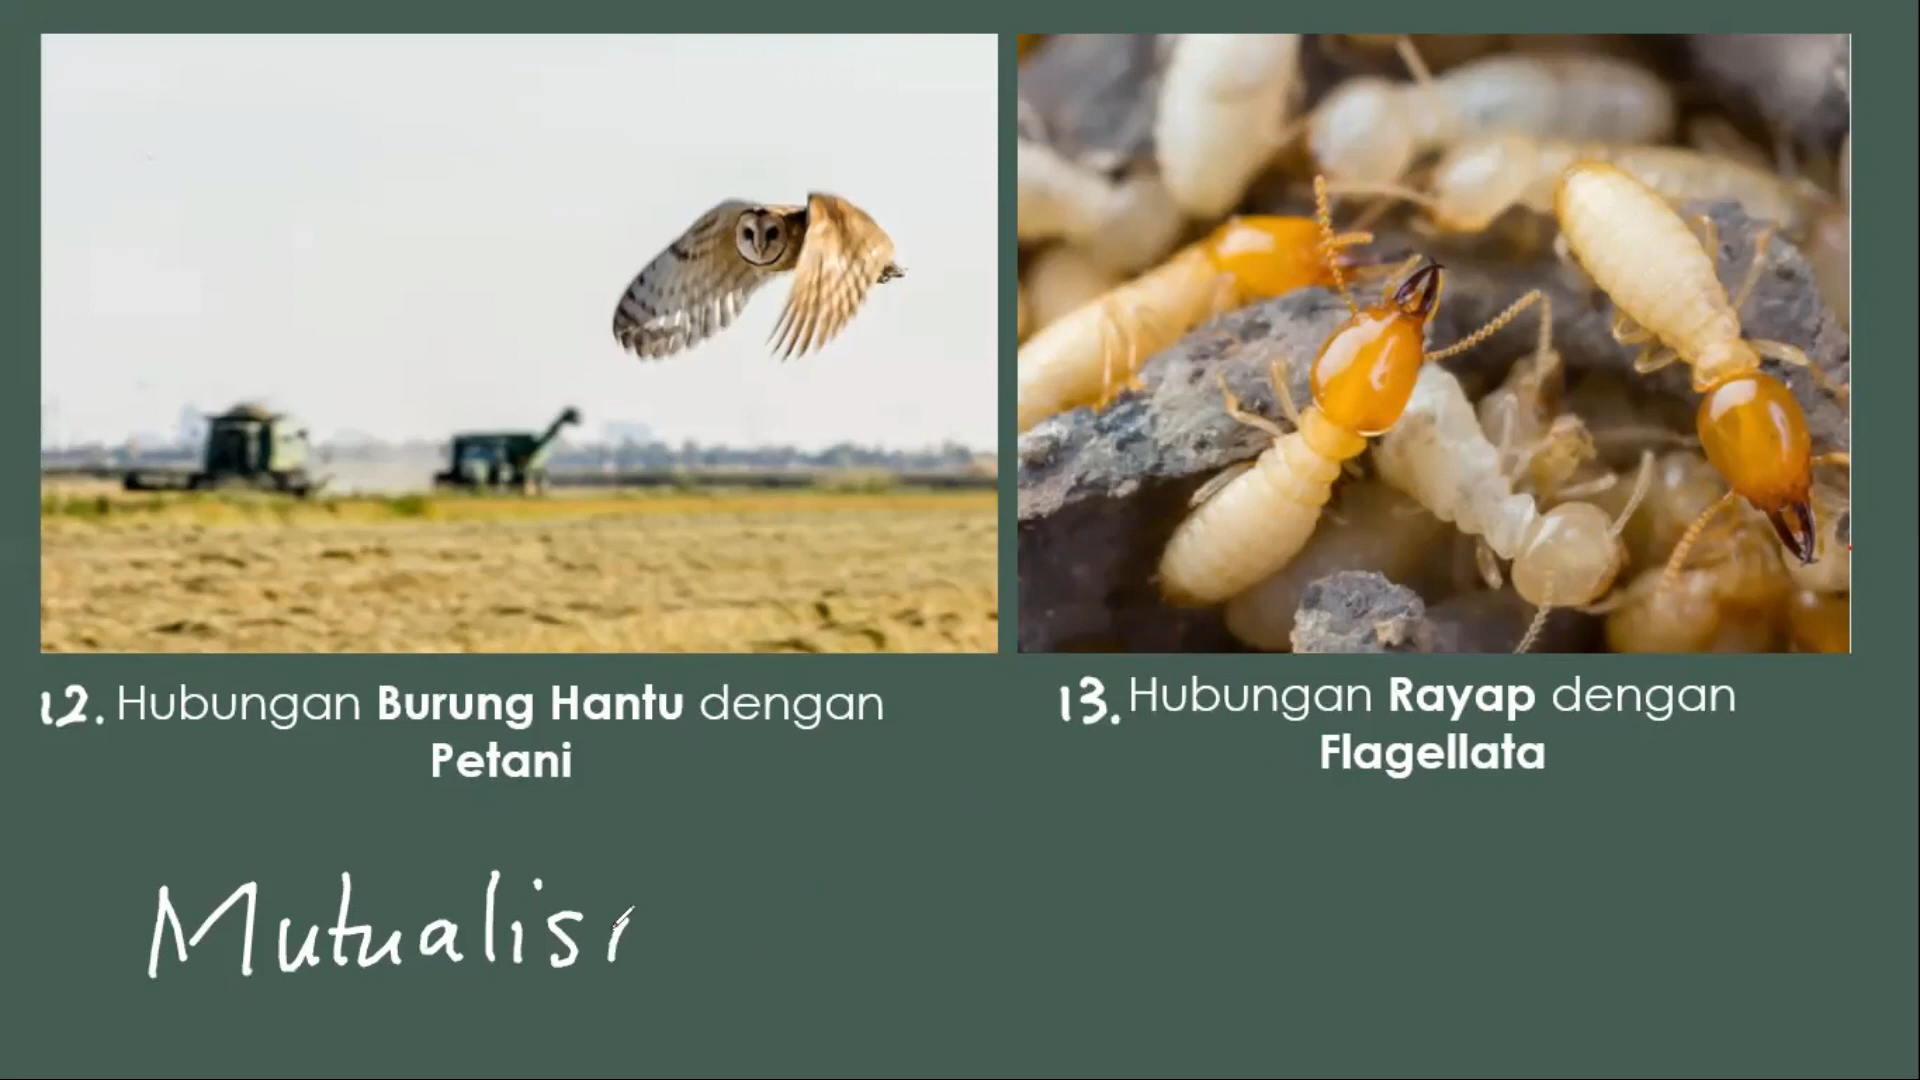 12. Hubungan Burung Hantu dengan
Petani
13. Hubungan Rayap dengan
Flagellata
Mutualis